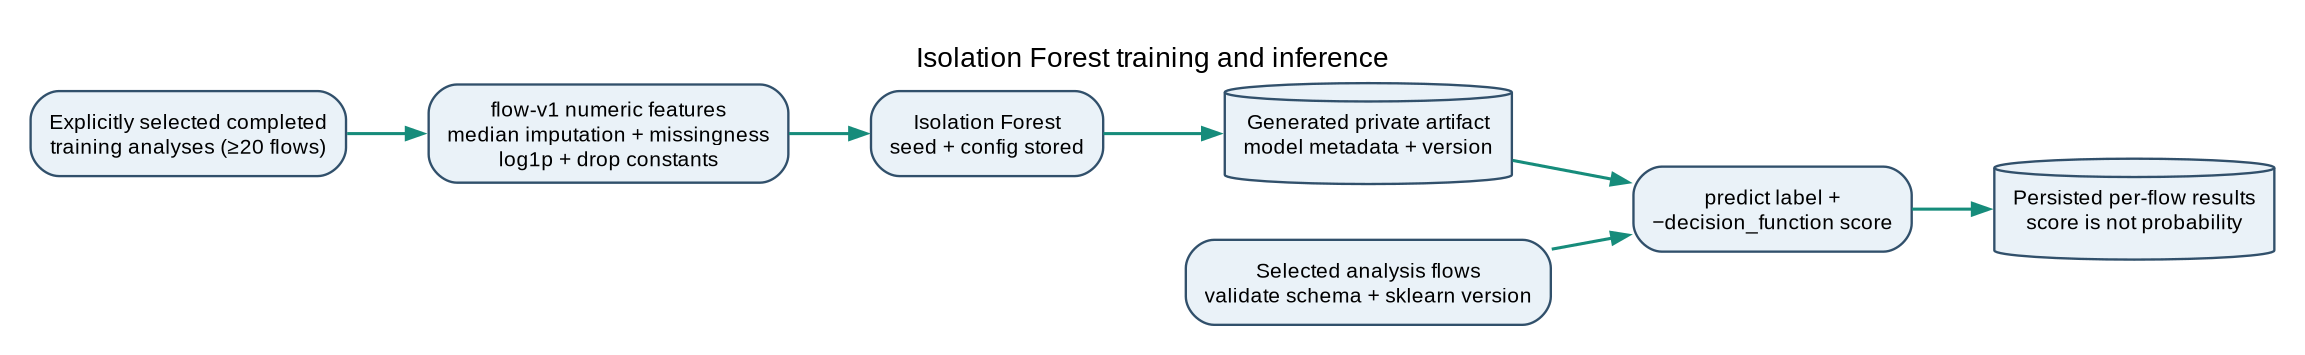 Isolation Forest training and inference
Explicitly selected completed
training analyses (≥20 flows)
flow-v1 numeric features
median imputation + missingness
log1p + drop constants
Isolation Forest
seed + config stored
Generated private artifact
model metadata + version
Selected analysis flows
validate schema + sklearn version
predict label +
−decision_function score
Persisted per-flow results
score is not probability